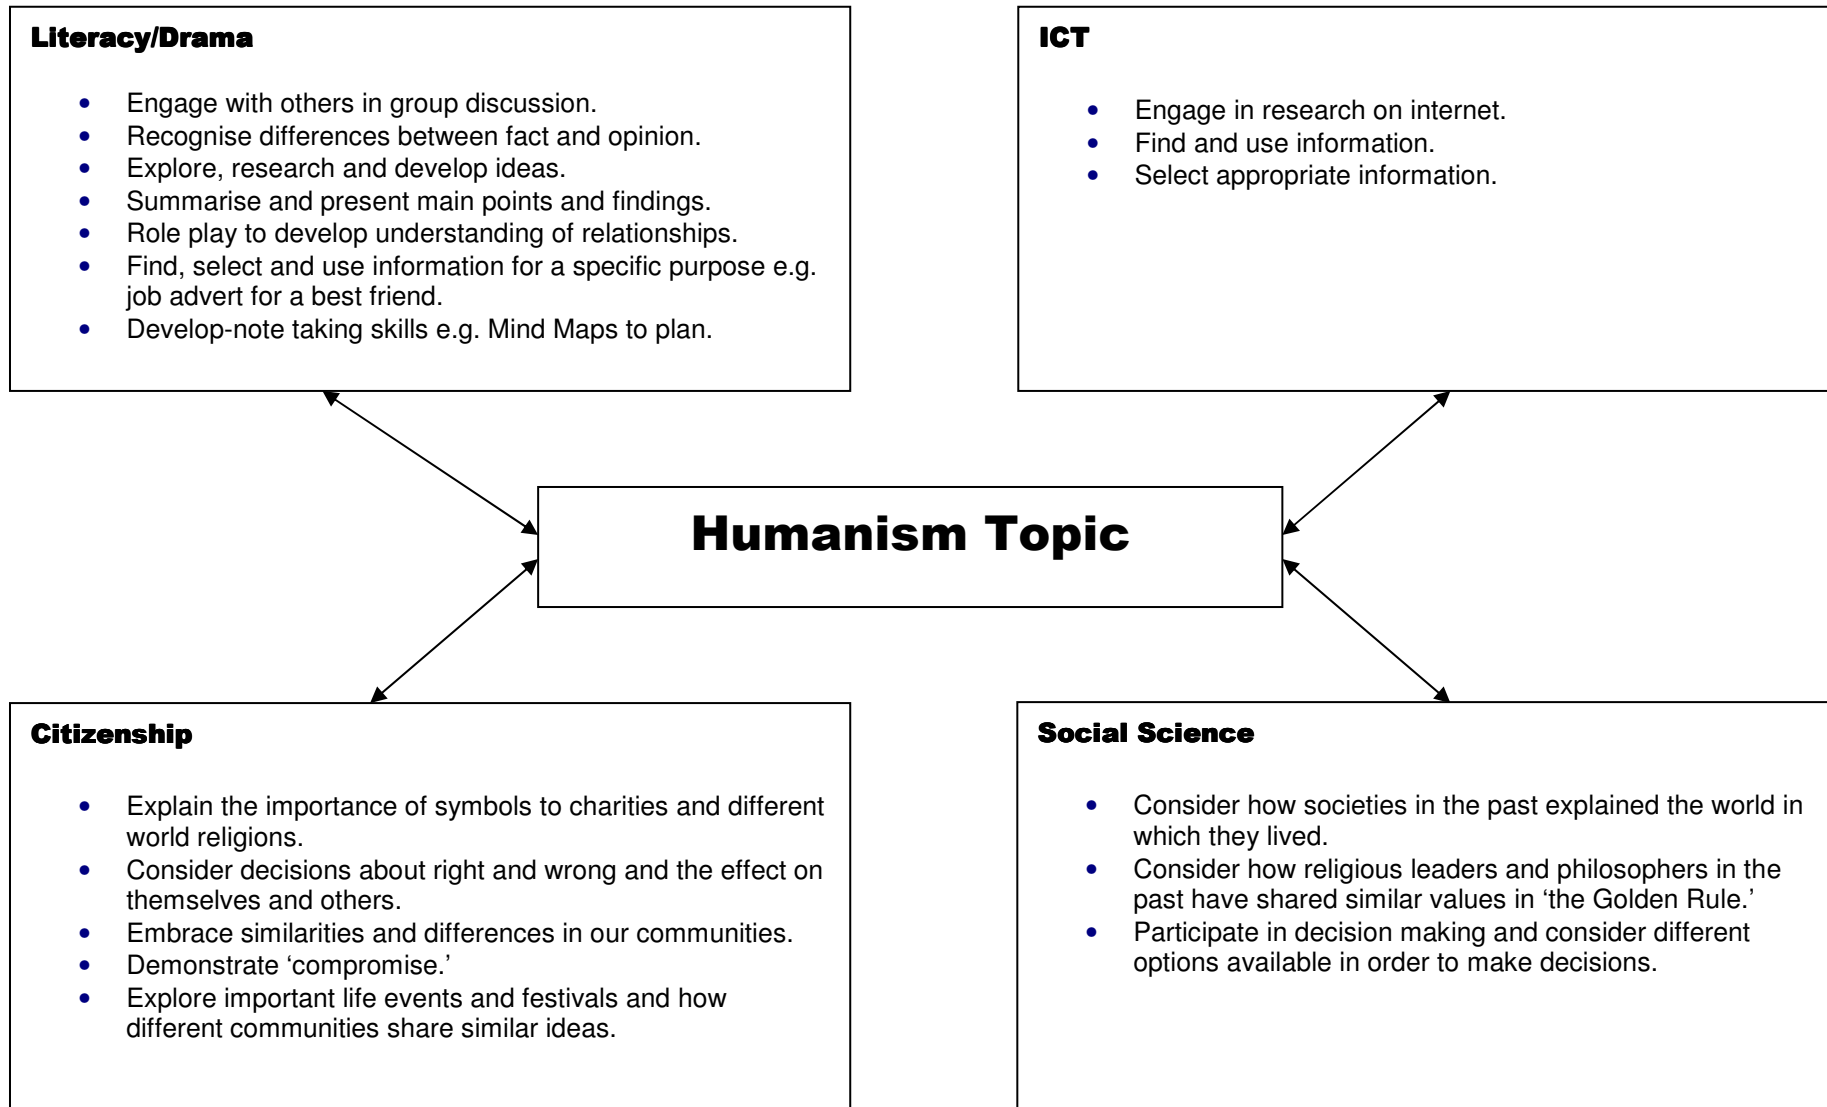 Literacy/Drama
• Engage with others in group discussion.
• Recognise differences between fact and opinion.
• Explore, research and develop ideas.
• Summarise and present main points and findings.
• Role play to develop understanding of relationships.
• Find, select and use information for a specific purpose e.g.
job advert for a best friend.
• Develop-note taking skills e.g. Mind Maps to plan.
ICT
• Engage in research on internet.
• Find and use information.
• Select appropriate information.
Humanism Topic
Citizenship
• Explain the importance of symbols to charities and different
world religions.
• Consider decisions about right and wrong and the effect on
themselves and others.
• Embrace similarities and differences in our communities.
• Demonstrate ‘compromise.’
• Explore important life events and festivals and how
different communities share similar ideas.
Social Science
• Consider how societies in the past explained the world in
which they lived.
• Consider how religious leaders and philosophers in the
past have shared similar values in ‘the Golden Rule.’
• Participate in decision making and consider different
options available in order to make decisions.